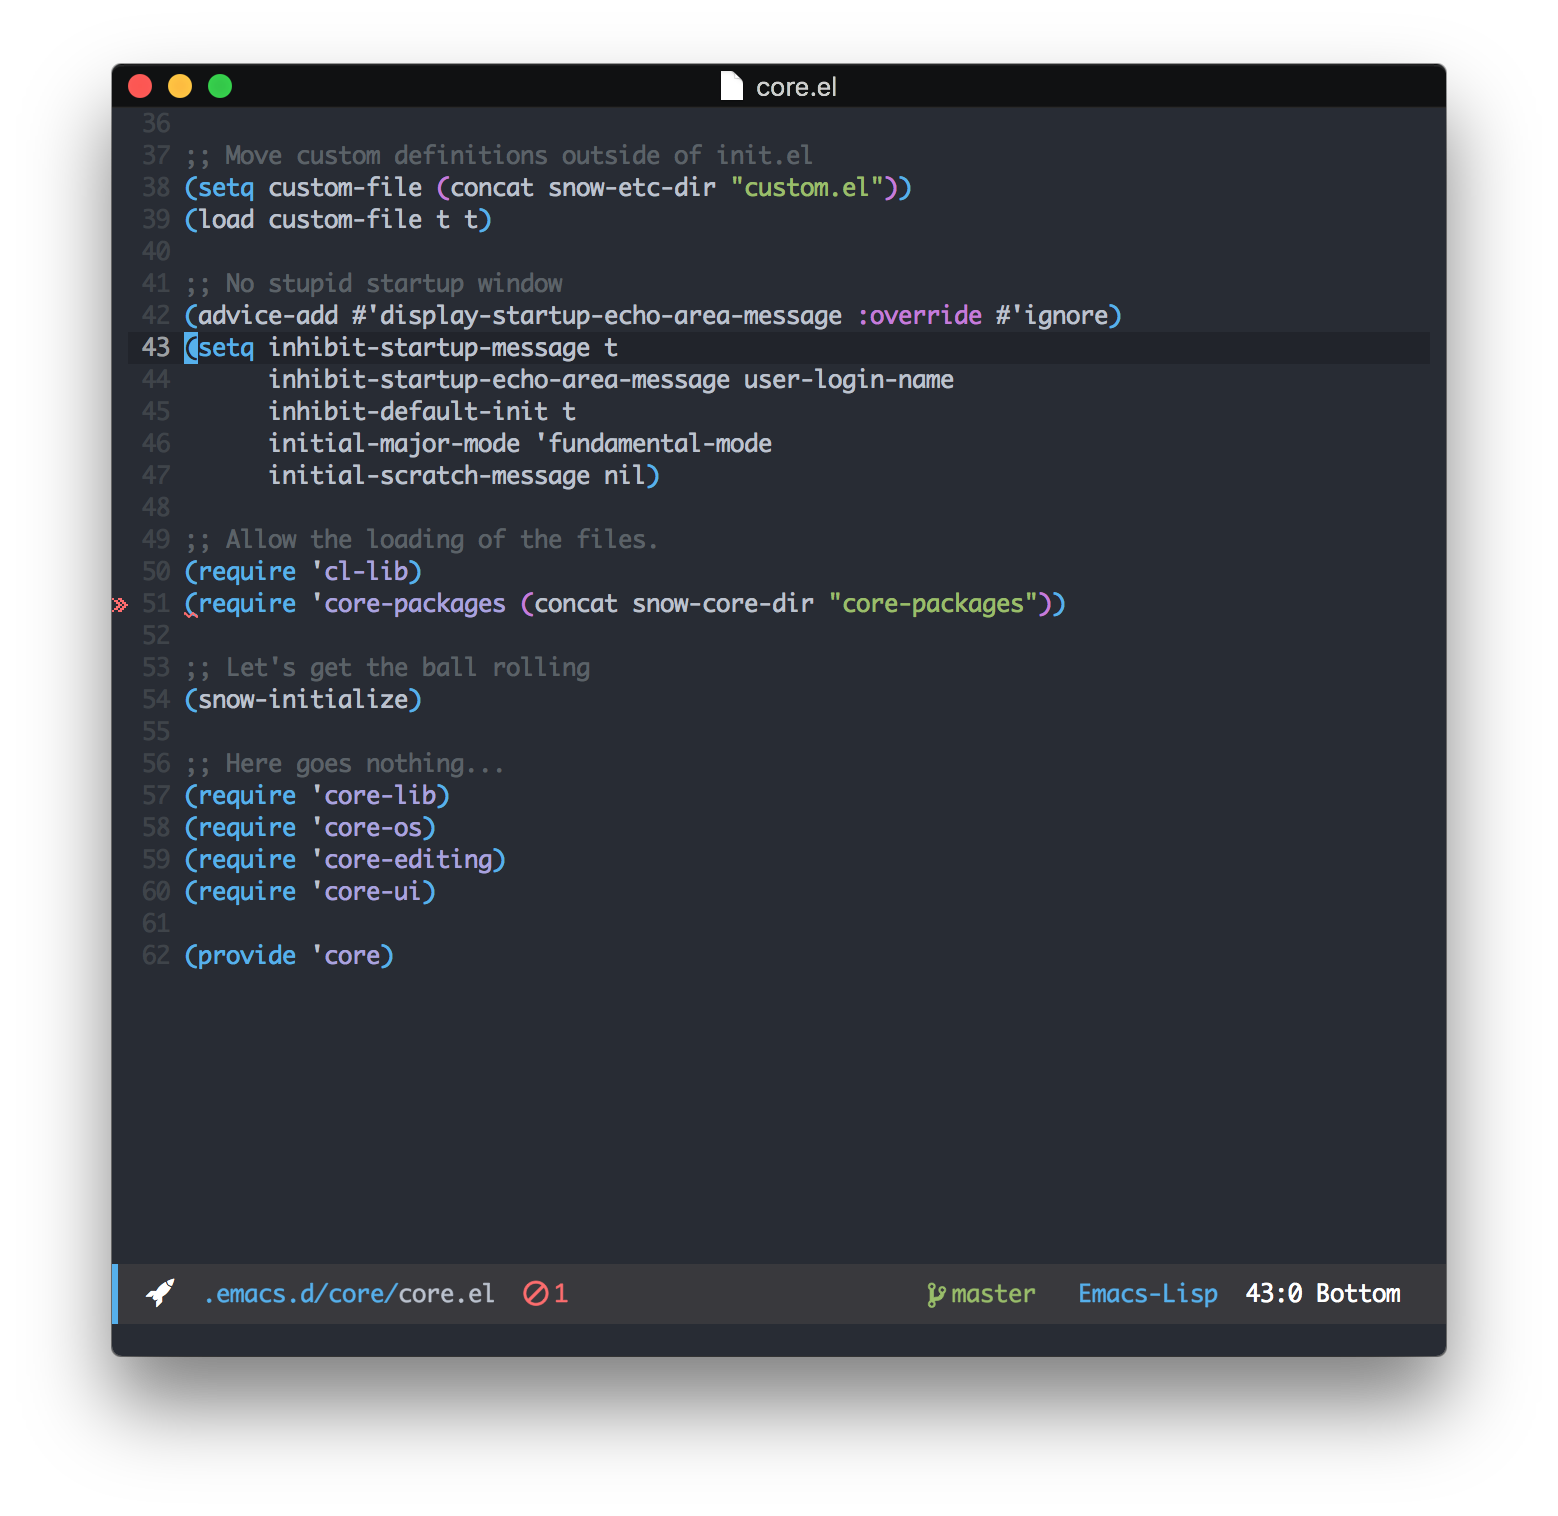 core.el
36
37 ;; Move custom definitions outside of init.el
38 (setq custom-file (concat snow-etc-dir "custom.el"))
39 (load custom-file t t)
40
41 ;; No stupid startup window
42 (advice-add #'display-startup-echo-area-message :override #'ignore)
43 (setq inhibit-startup-message t
44       inhibit-startup-echo-area-message user-login-name
45       inhibit-default-init t
46       initial-major-mode 'fundamental-mode
47       initial-scratch-message nil)
48
49 ;; Allow the loading of the files.
50 (require 'cl-lib)
51 (require 'core-packages (concat snow-core-dir "core-packages"))
52
53 ;; Let's get the ball rolling
54 (snow-initialize)
55
56 ;; Here goes nothing...
57 (require 'core-lib)
58 (require 'core-os)
59 (require 'core-editing)
60 (require 'core-ui)
61
62 (provide 'core)
.emacs.d/core/core.el 1 master Emacs-Lisp 43:0 Bottom